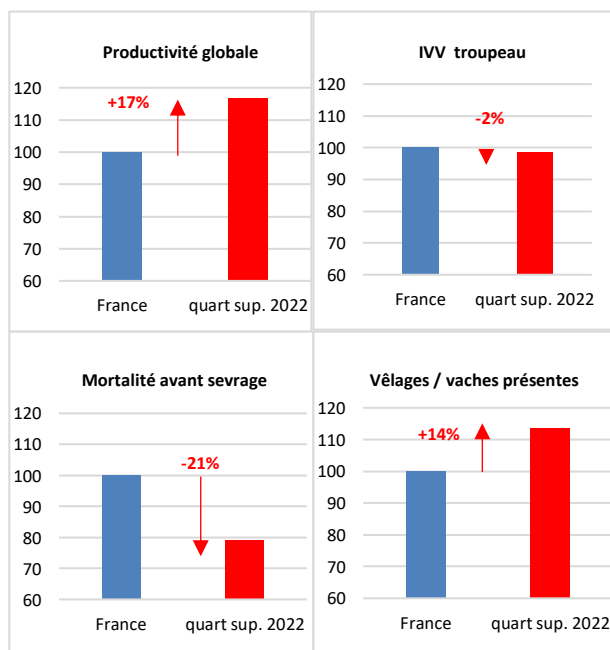 Productivité globale
120
110
100
90
80
70
60
+17%
France
quart sup. 2022
IVV troupeau
120
110
100
90
80
70
60
-2%
France
quart sup. 2022
Mortalité avant sevrage
120
110
100
90
80
70
60
-21%
France
quart sup. 2022
Vêlages / vaches présentes
120
110
100
90
80
70
60
+14%
France
quart sup. 2022